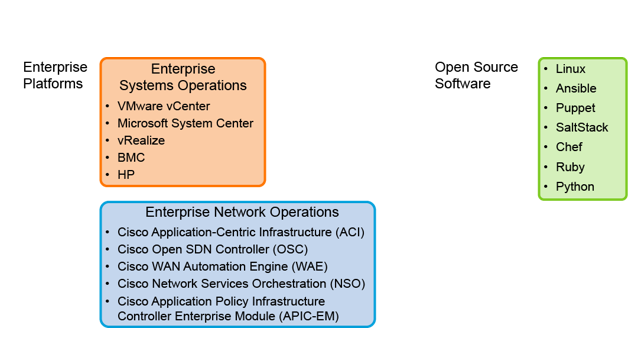 Enterprise
Platforms
Enterprise
Systems Operations
• VMware vCenter
• Microsoft System Center
• vRealize
• BMC
• HP
Enterprise Network Operations
• Cisco Application-Centric Infrastructure (ACI)
• Cisco Open SDN Controller (OSC)
• Cisco WAN Automation Engine (WAE)
• Cisco Network Services Orchestration (NSO)
• Cisco Application Policy Infrastructure
Controller Enterprise Module (APIC-EM)
Open Source
Software
• Linux
• Ansible
• Puppet
• SaltStack
• Chef
• Ruby
• Python